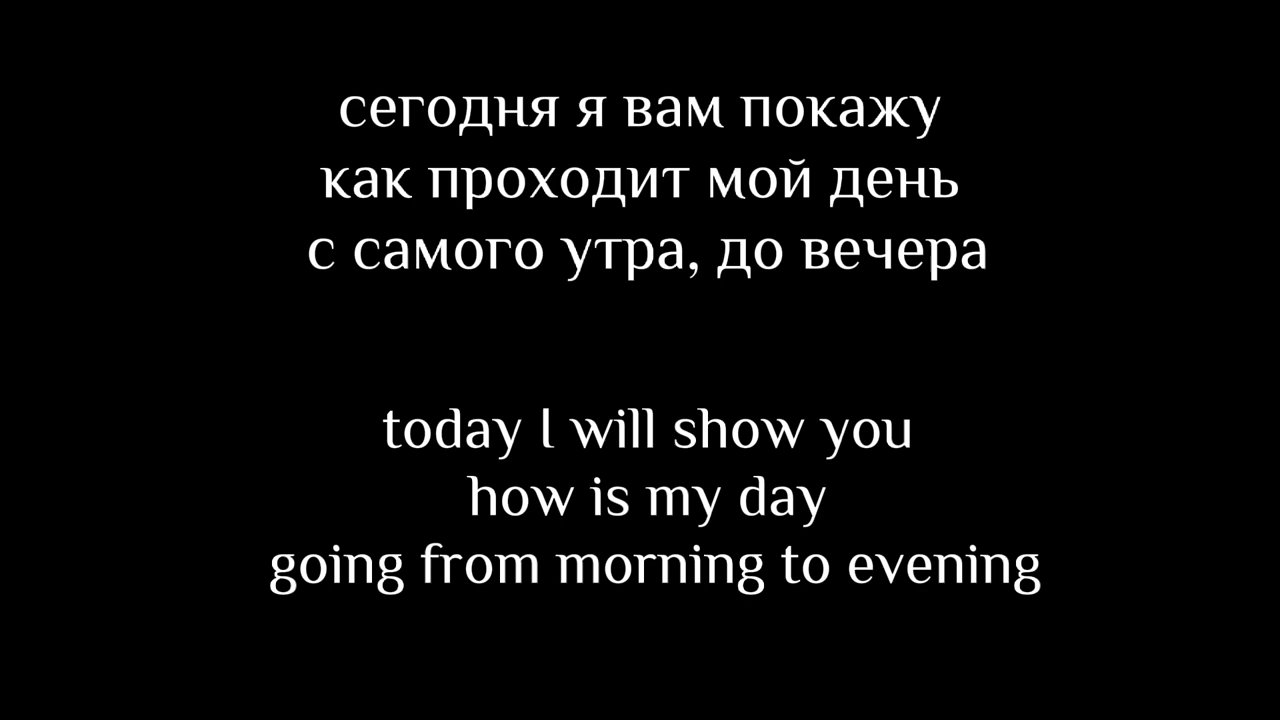 сегодня я вам покажу
как проходит мой день
с самого утра, до вечера
today I will show you
how is my day
going from morning to evening